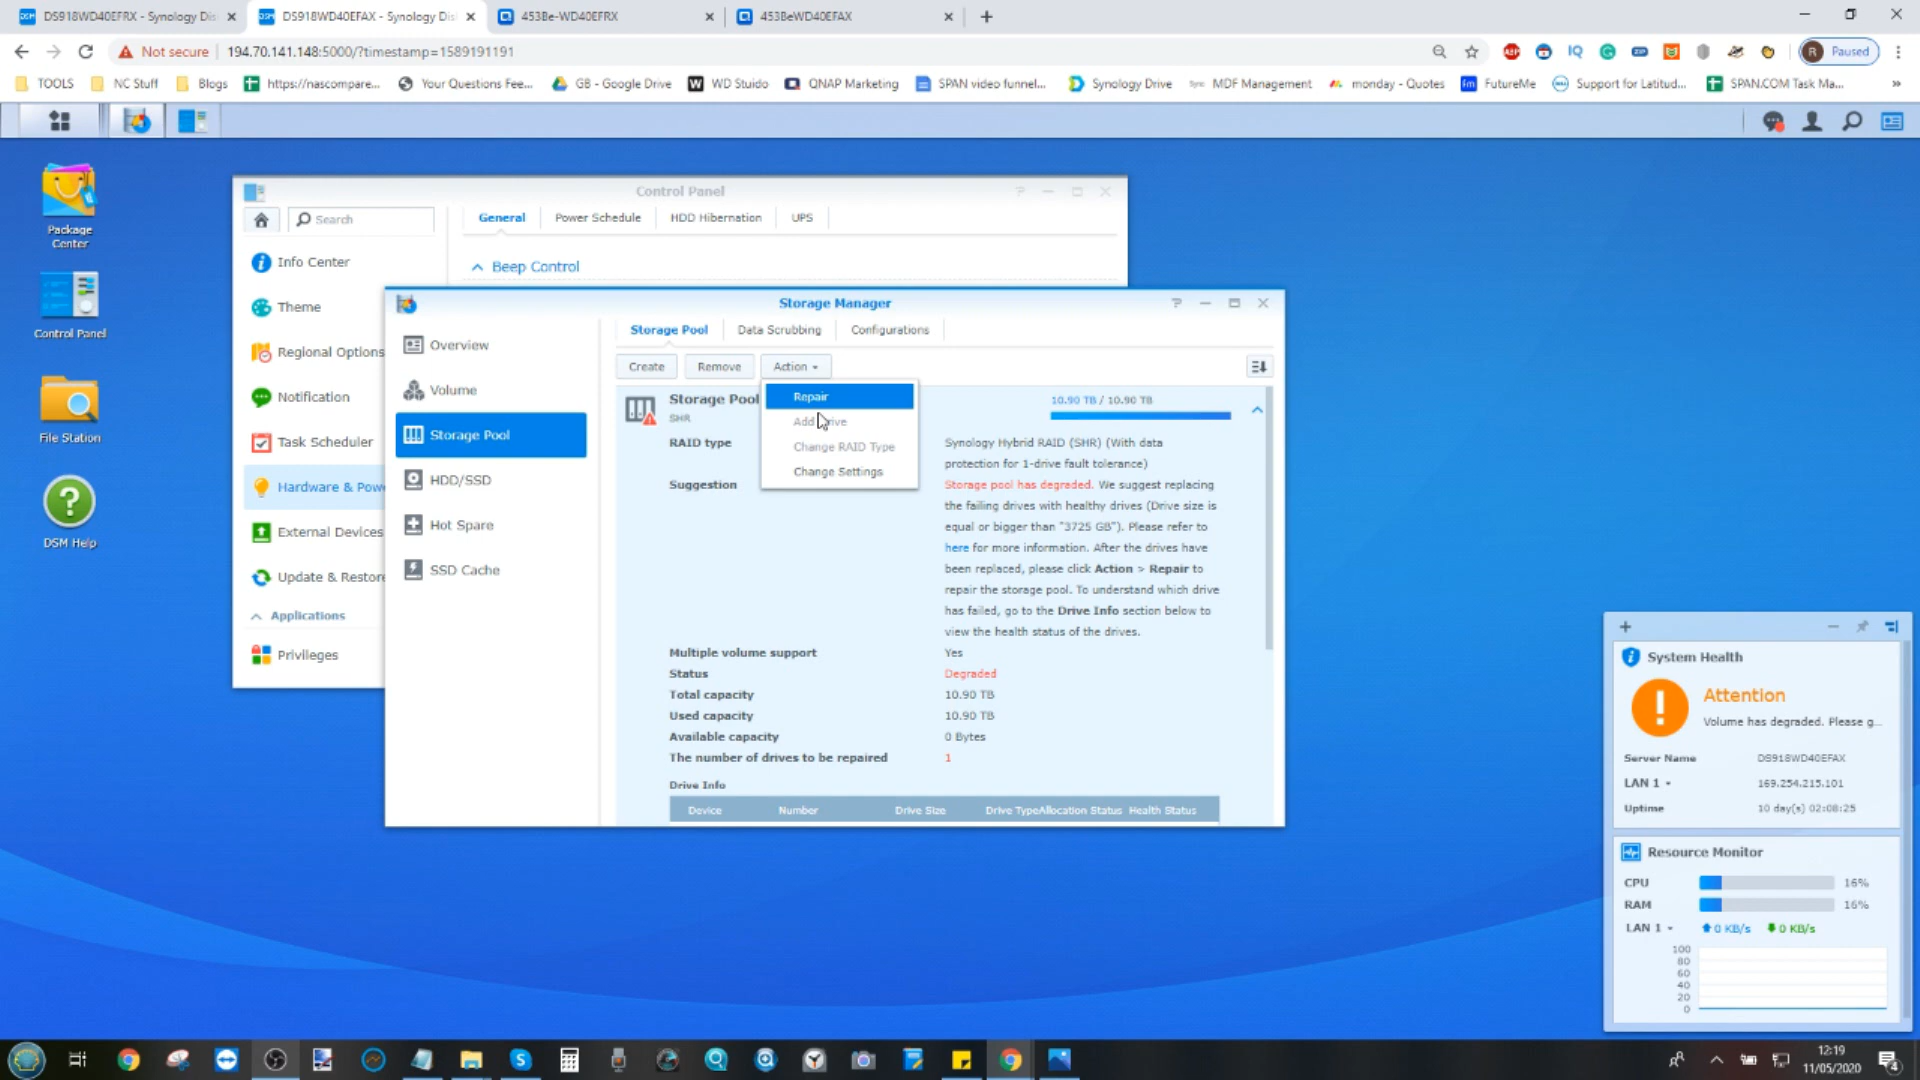 DS918WD40EFRX - Synology Dis
DS918WD40EFAX - Synology Dis
453Be-WD40EFRX
453BeWD40EFAX
Not secure
194.70.141.148:5000/?timestamp=1589191191
ABP
IQ
R
Paused
TOOLS
NC Stuff
Blogs
https://nascompare...
Your Questions Fee...
GB - Google Drive
WD Stuido
QNAP Marketing
SPAN video funnel...
Synology Drive
MDF Management
monday - Quotes
FutureMe
Support for Latitud...
SPAN.COM Task Ma...
Package Center
Control Panel
File Station
DSM Help
Control Panel
Search
General
Power Schedule
HDD Hibernation
UPS
Beep Control
Info Center
Theme
Regional Options
Notification
Task Scheduler
Hardware & Pow
External Devices
Update & Restore
Applications
Privileges
Storage Manager
Overview
Volume
Storage Pool
HDD/SSD
Hot Spare
SSD Cache
Storage Pool
Data Scrubbing
Configurations
Create
Remove
Action
Repair
Add Drive
Change RAID Type
Change Settings
Storage Pool
SHR
10.90 TB / 10.90 TB
RAID type
Synology Hybrid RAID (SHR) (With data
protection for 1-drive fault tolerance)
Suggestion
Storage pool has degraded. We suggest replacing
the failing drives with healthy drives (Drive size is
equal or bigger than "3725 GB"). Please refer to
here for more information. After the drives have
been replaced, please click Action > Repair to
repair the storage pool. To understand which drive
has failed, go to the Drive Info section below to
view the health status of the drives.
Multiple volume support
Yes
Status
Degraded
Total capacity
10.90 TB
Used capacity
10.90 TB
Available capacity
0 Bytes
The number of drives to be repaired
1
Drive Info
Device
Number
Drive Size
Drive Type
Allocation Status
Health Status
System Health
Attention
Volume has degraded. Please g...
Server Name
DS918WD40EFAX
LAN 1
169.254.215.101
Uptime
10 day(s) 02:08:25
Resource Monitor
CPU
16%
RAM
16%
LAN 1
0 KB/s
0 KB/s
100
80
60
40
20
0
12:19
11/05/2020
4